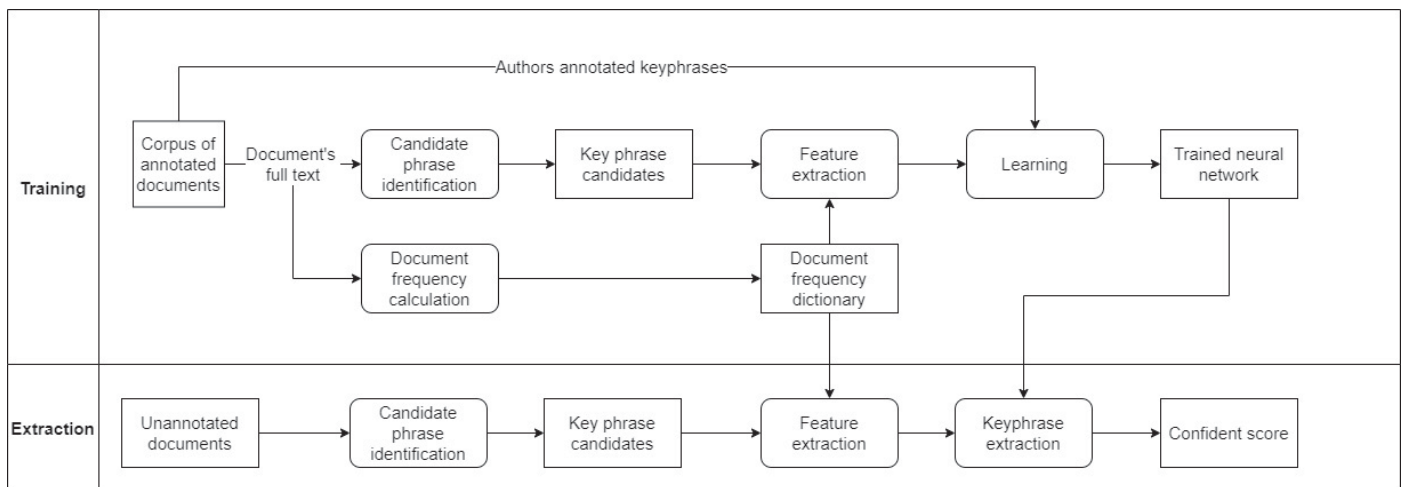 Authors annotated keyphrases
Corpus of
annotated
documents
Document's
full text
Candidate
phrase
identification
Key phrase
candidates
Feature
extraction
Learning
Trained neural
network
Training
Document
frequency
calculation
Document
frequency
dictionary
Extraction
Unannotated
documents
Candidate
phrase
identification
Key phrase
candidates
Feature
extraction
Keyphrase
extraction
Confident score